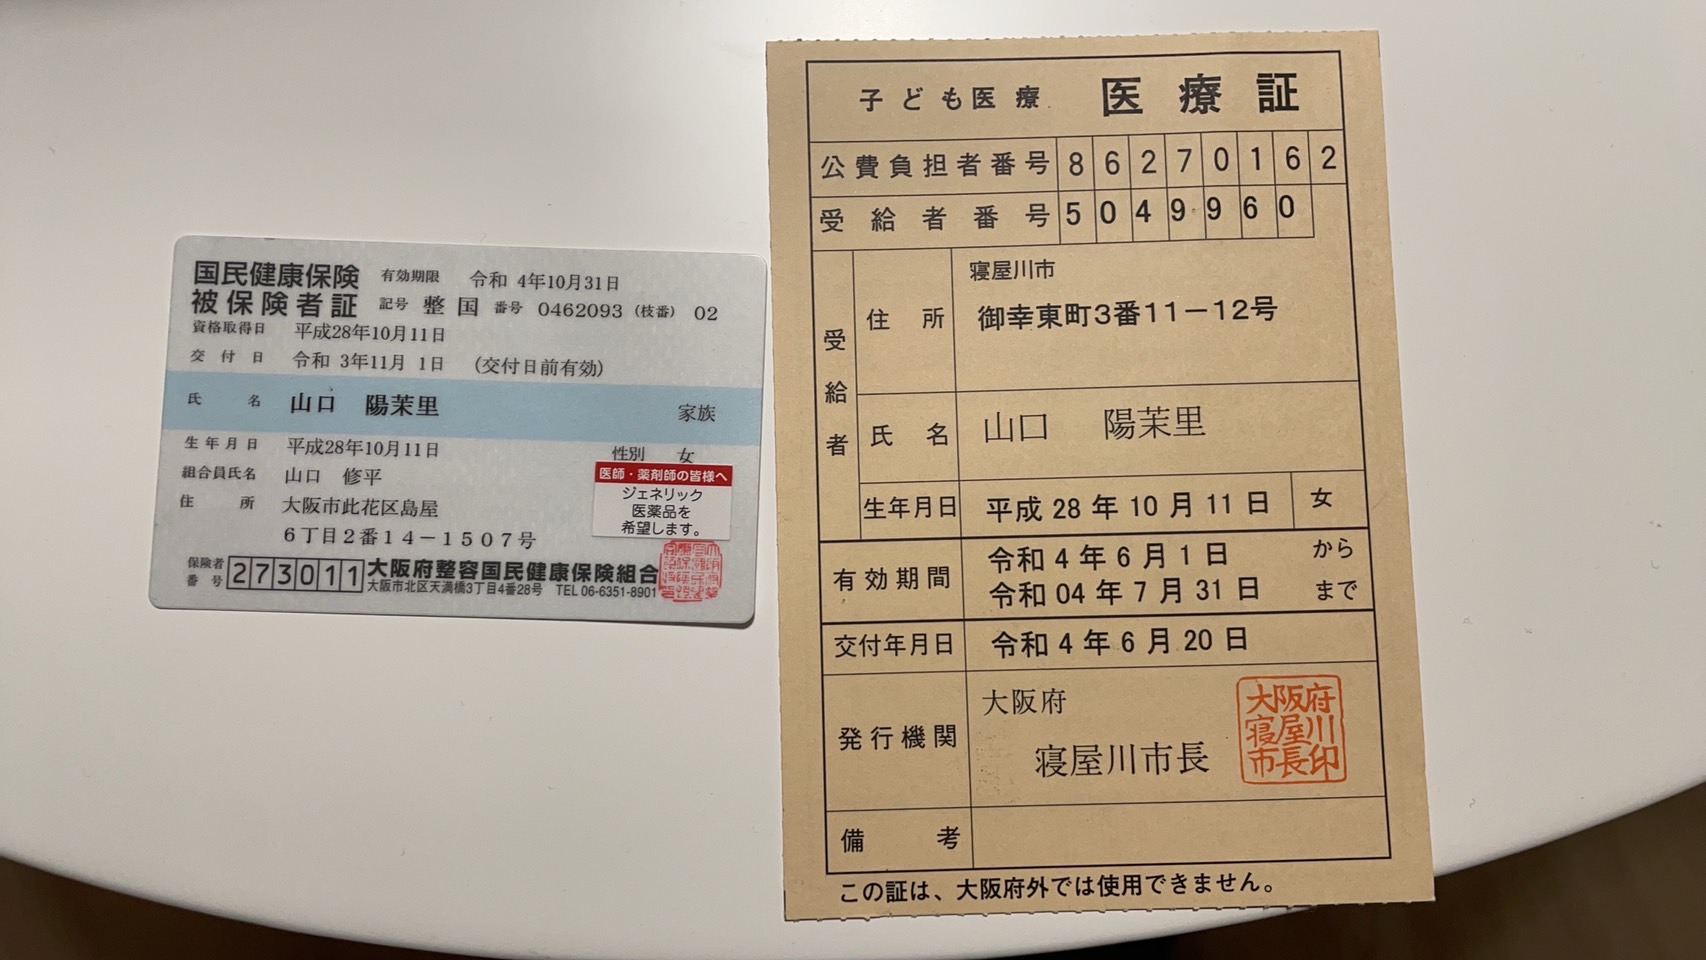 国民健康保険
被保険者証
有効期限 令和 4年10月31日
記号 整 国 番号 0462093 (枝番) 02
資格取得日 平成28年10月11日
交付日 令和 3年11月 1日 (交付日前有効)
氏名 山口 陽茉里 家族
生年月日 平成28年10月11日 性別 女
組合員氏名 山口 修平
住所 大阪市此花区島屋
6丁目2番14-1507号
医師・薬剤師の皆様へ
ジェネリック
医薬品を
希望します。
保険者番号 273011 大阪府整容国民健康保険組合
大阪市北区天満橋3丁目4番28号 TEL 06-6351-8901
子ども医療 医療証
公費負担者番号 86270162
受給者番号 5049960
受給者
住所 寝屋川市
御幸東町3番11-12号
氏名 山口 陽茉里
生年月日 平成 28 年 10 月 11 日 女
有効期間 令和 4 年 6 月 1 日 から
令和 04 年 7 月 31 日 まで
交付年月日 令和 4 年 6 月 20 日
発行機関 大阪府
寝屋川市長
大阪府
寝屋川
市長印
備考
この証は、大阪府外では使用できません。